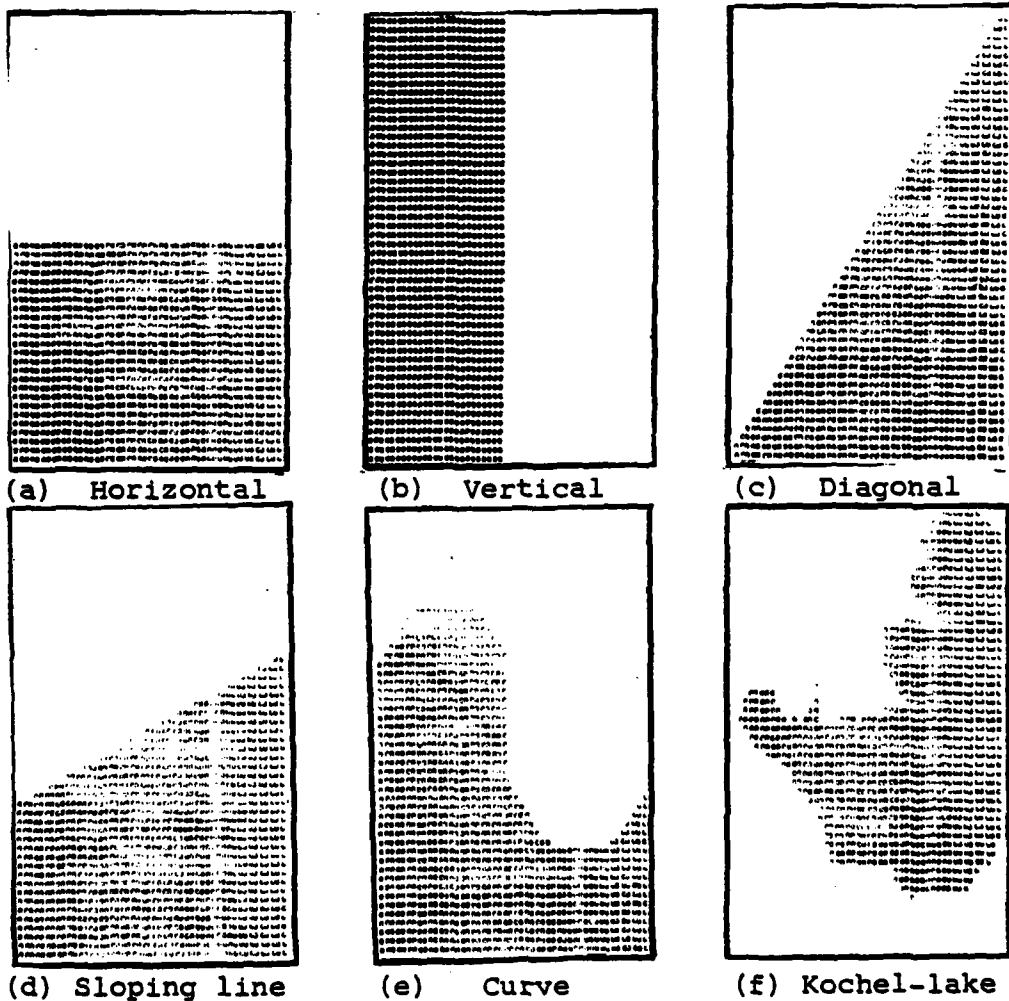 (a) Horizontal
(b) Vertical
(c) Diagonal
(d) Sloping line
(e) Curve
(f) Kochel-lake